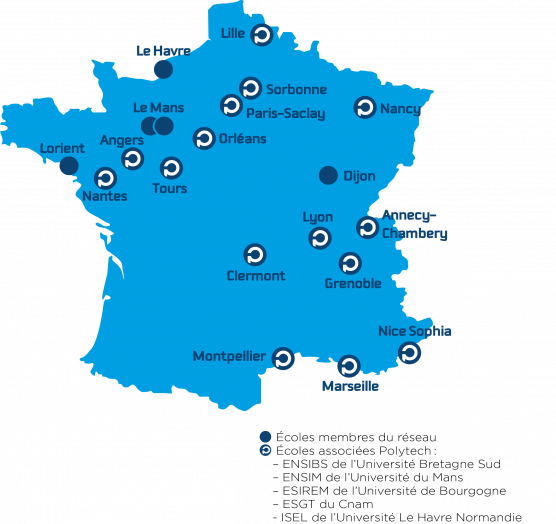 Lille
Le Havre
Sorbonne
Le Mans
Paris-Saclay
Nancy
Angers
Orléans
Lorient
Dijon
Tours
Nantes
Lyon
Annecy-
Chambery
Clermont
Grenoble
Nice Sophia
Montpellier
Marseille
Écoles membres du réseau
Écoles associées Polytech :
– ENSIBS de l'Université Bretagne Sud
– ENSIM de l'Université du Mans
– ESIREM de l'Université de Bourgogne
– ESGT du Cnam
- ISEL de l'Université Le Havre Normandie